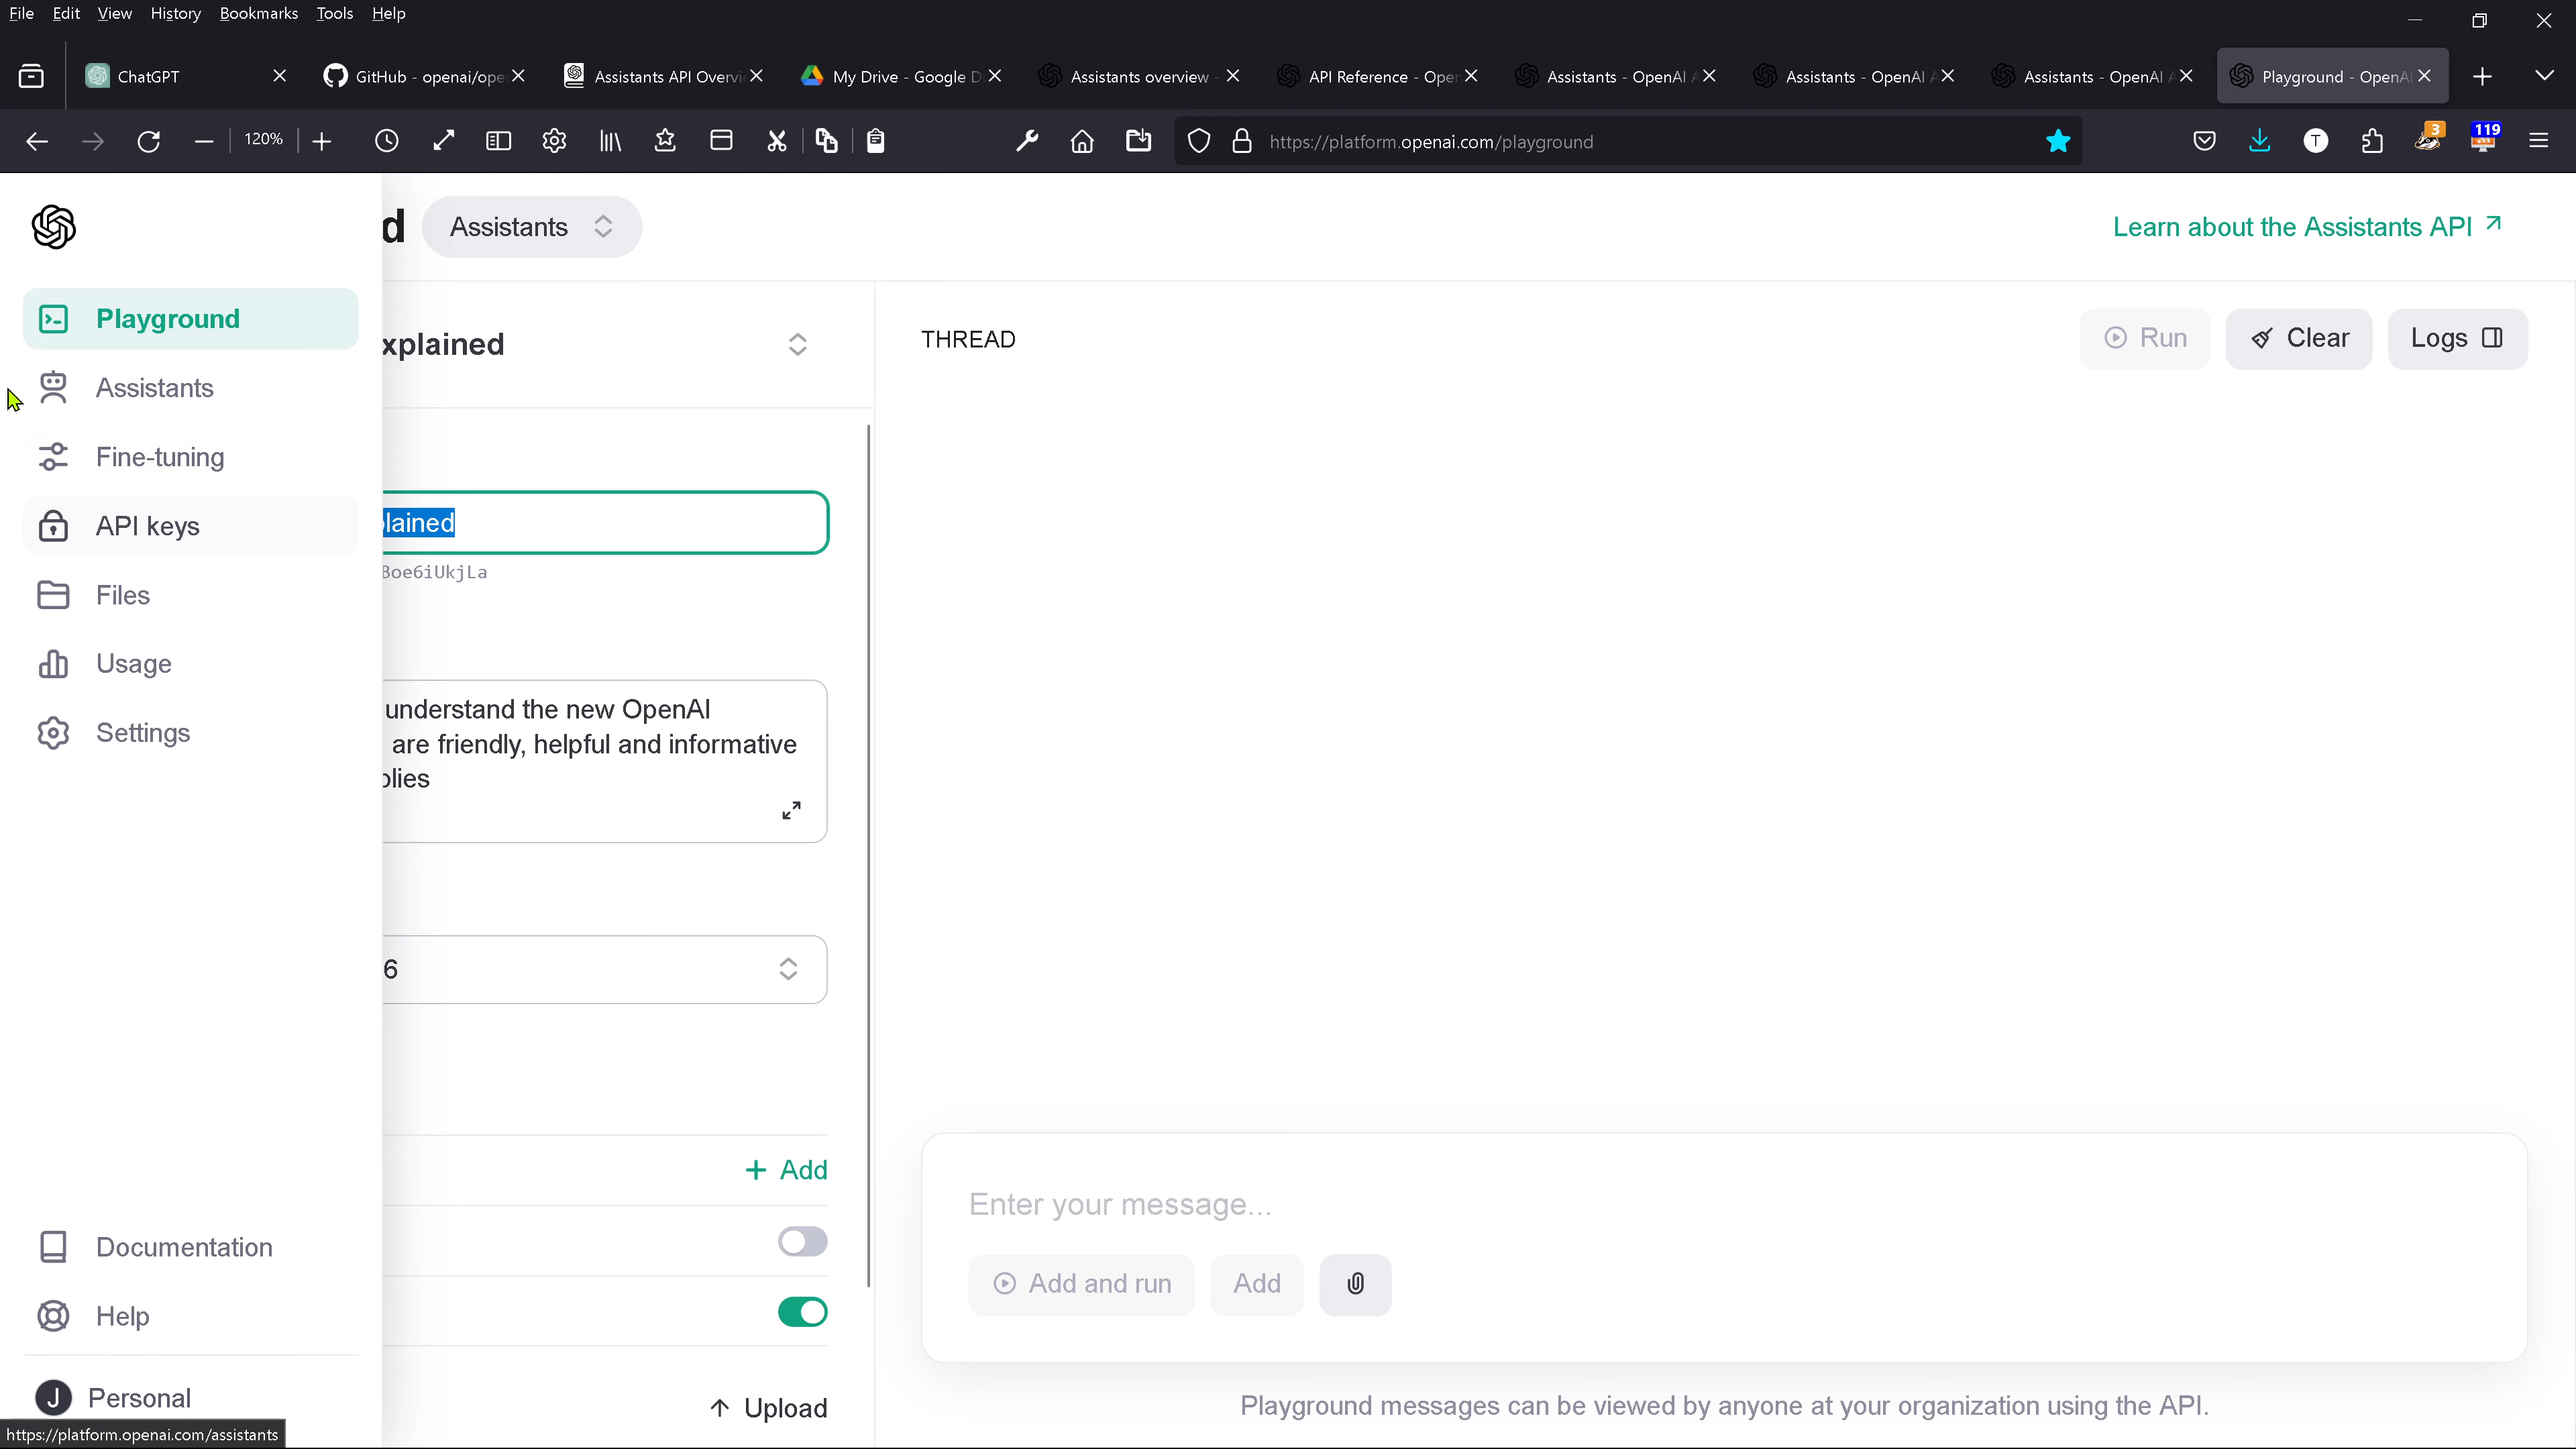 File Edit View History Bookmarks Tools Help
ChatGPT
GitHub - openai/ope
Assistants API Overvi
My Drive - Google D
Assistants overview -
API Reference - Ope
Assistants - OpenAI A
Assistants - OpenAI A
Assistants - OpenAI A
Playground - OpenA
120%
https://platform.openai.com/playground
T
3
119
d
Assistants
Learn about the Assistants API
Playground
Assistants
Fine-tuning
API keys
Files
Usage
Settings
Documentation
Help
J Personal
https://platform.openai.com/assistants
xplained
lained
Boe6iUkjLa
understand the new OpenAI
are friendly, helpful and informative
plies
6
+ Add
Upload
THREAD
Run
Clear
Logs
Enter your message...
Add and run
Add
Playground messages can be viewed by anyone at your organization using the API.